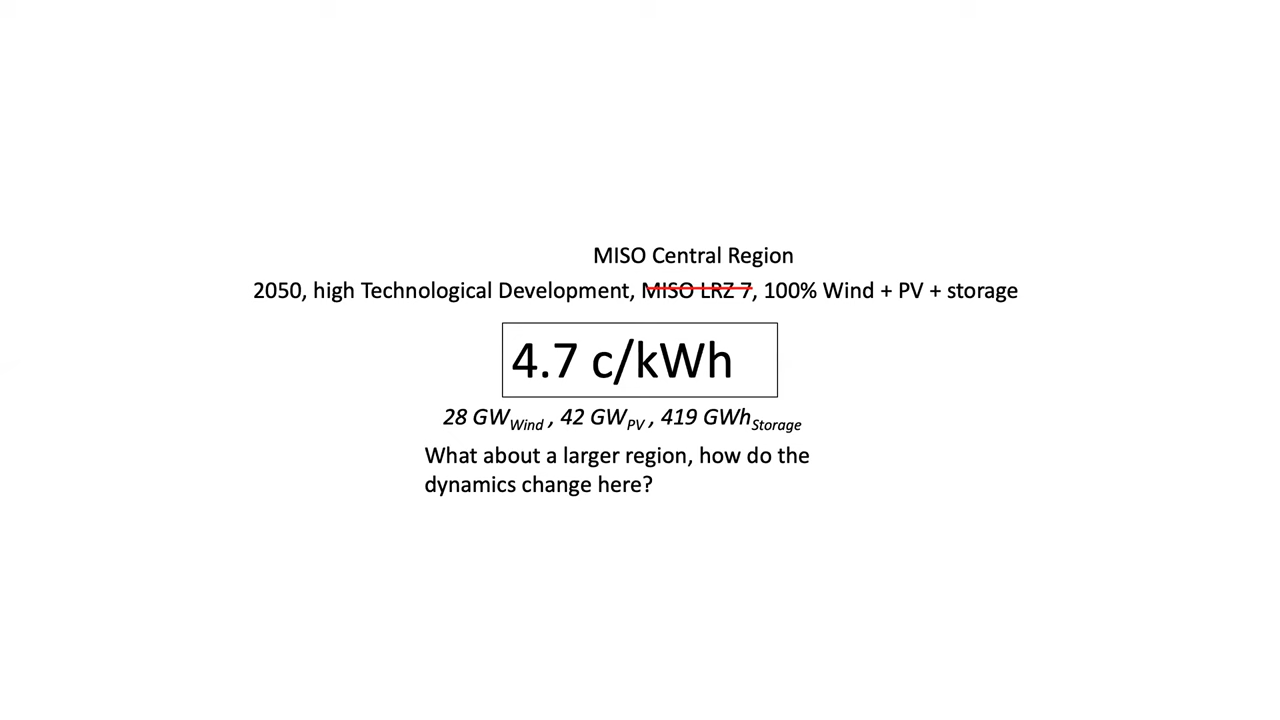 MISO Central Region
2050, high Technological Development, MISO LRZ 7, 100% Wind + PV + storage
4.7 c/kWh
28 GWWind , 42 GWPV , 419 GWhStorage
What about a larger region, how do the
dynamics change here?